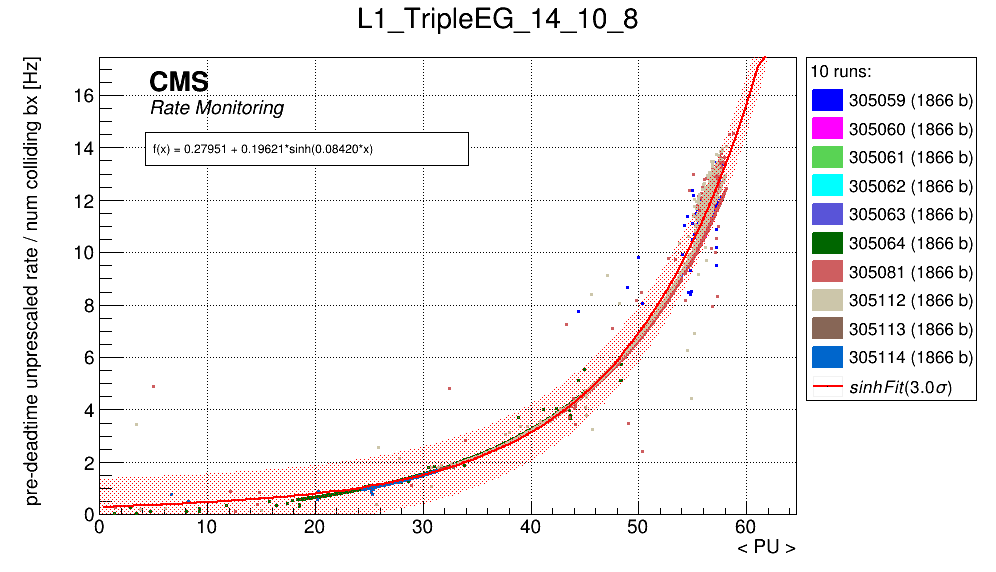 L1_TripleEG_14_10_8
pre-deadtime unprescaled rate / num colliding bx [Hz]
CMS
Rate Monitoring
f(x) = 0.27951 + 0.19621*sinh(0.08420*x)
16
14
12
10
8
6
4
2
0
0 10 20 30 40 50 60
< PU >
10 runs:
305059 (1866 b)
305060 (1866 b)
305061 (1866 b)
305062 (1866 b)
305063 (1866 b)
305064 (1866 b)
305081 (1866 b)
305112 (1866 b)
305113 (1866 b)
305114 (1866 b)
sinhFit(3.0σ)